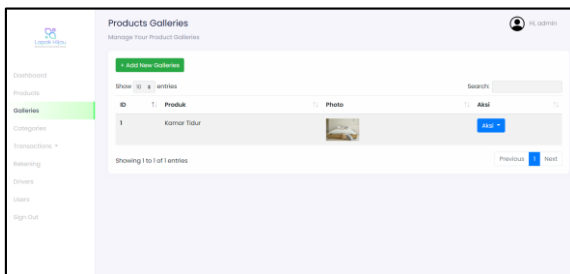 Lapak Hijau
Products Galleries
Manage Your Product Galleries
Hi, admin
Dashboard
Products
Galleries
Categories
Transactions
Rekening
Drivers
Users
Sign Out
+ Add New Galleries
Show 10 entries
Search:
ID Produk Photo Aksi
1 Kamar Tidur Aksi
Showing 1 to 1 of 1 entries
Previous 1 Next